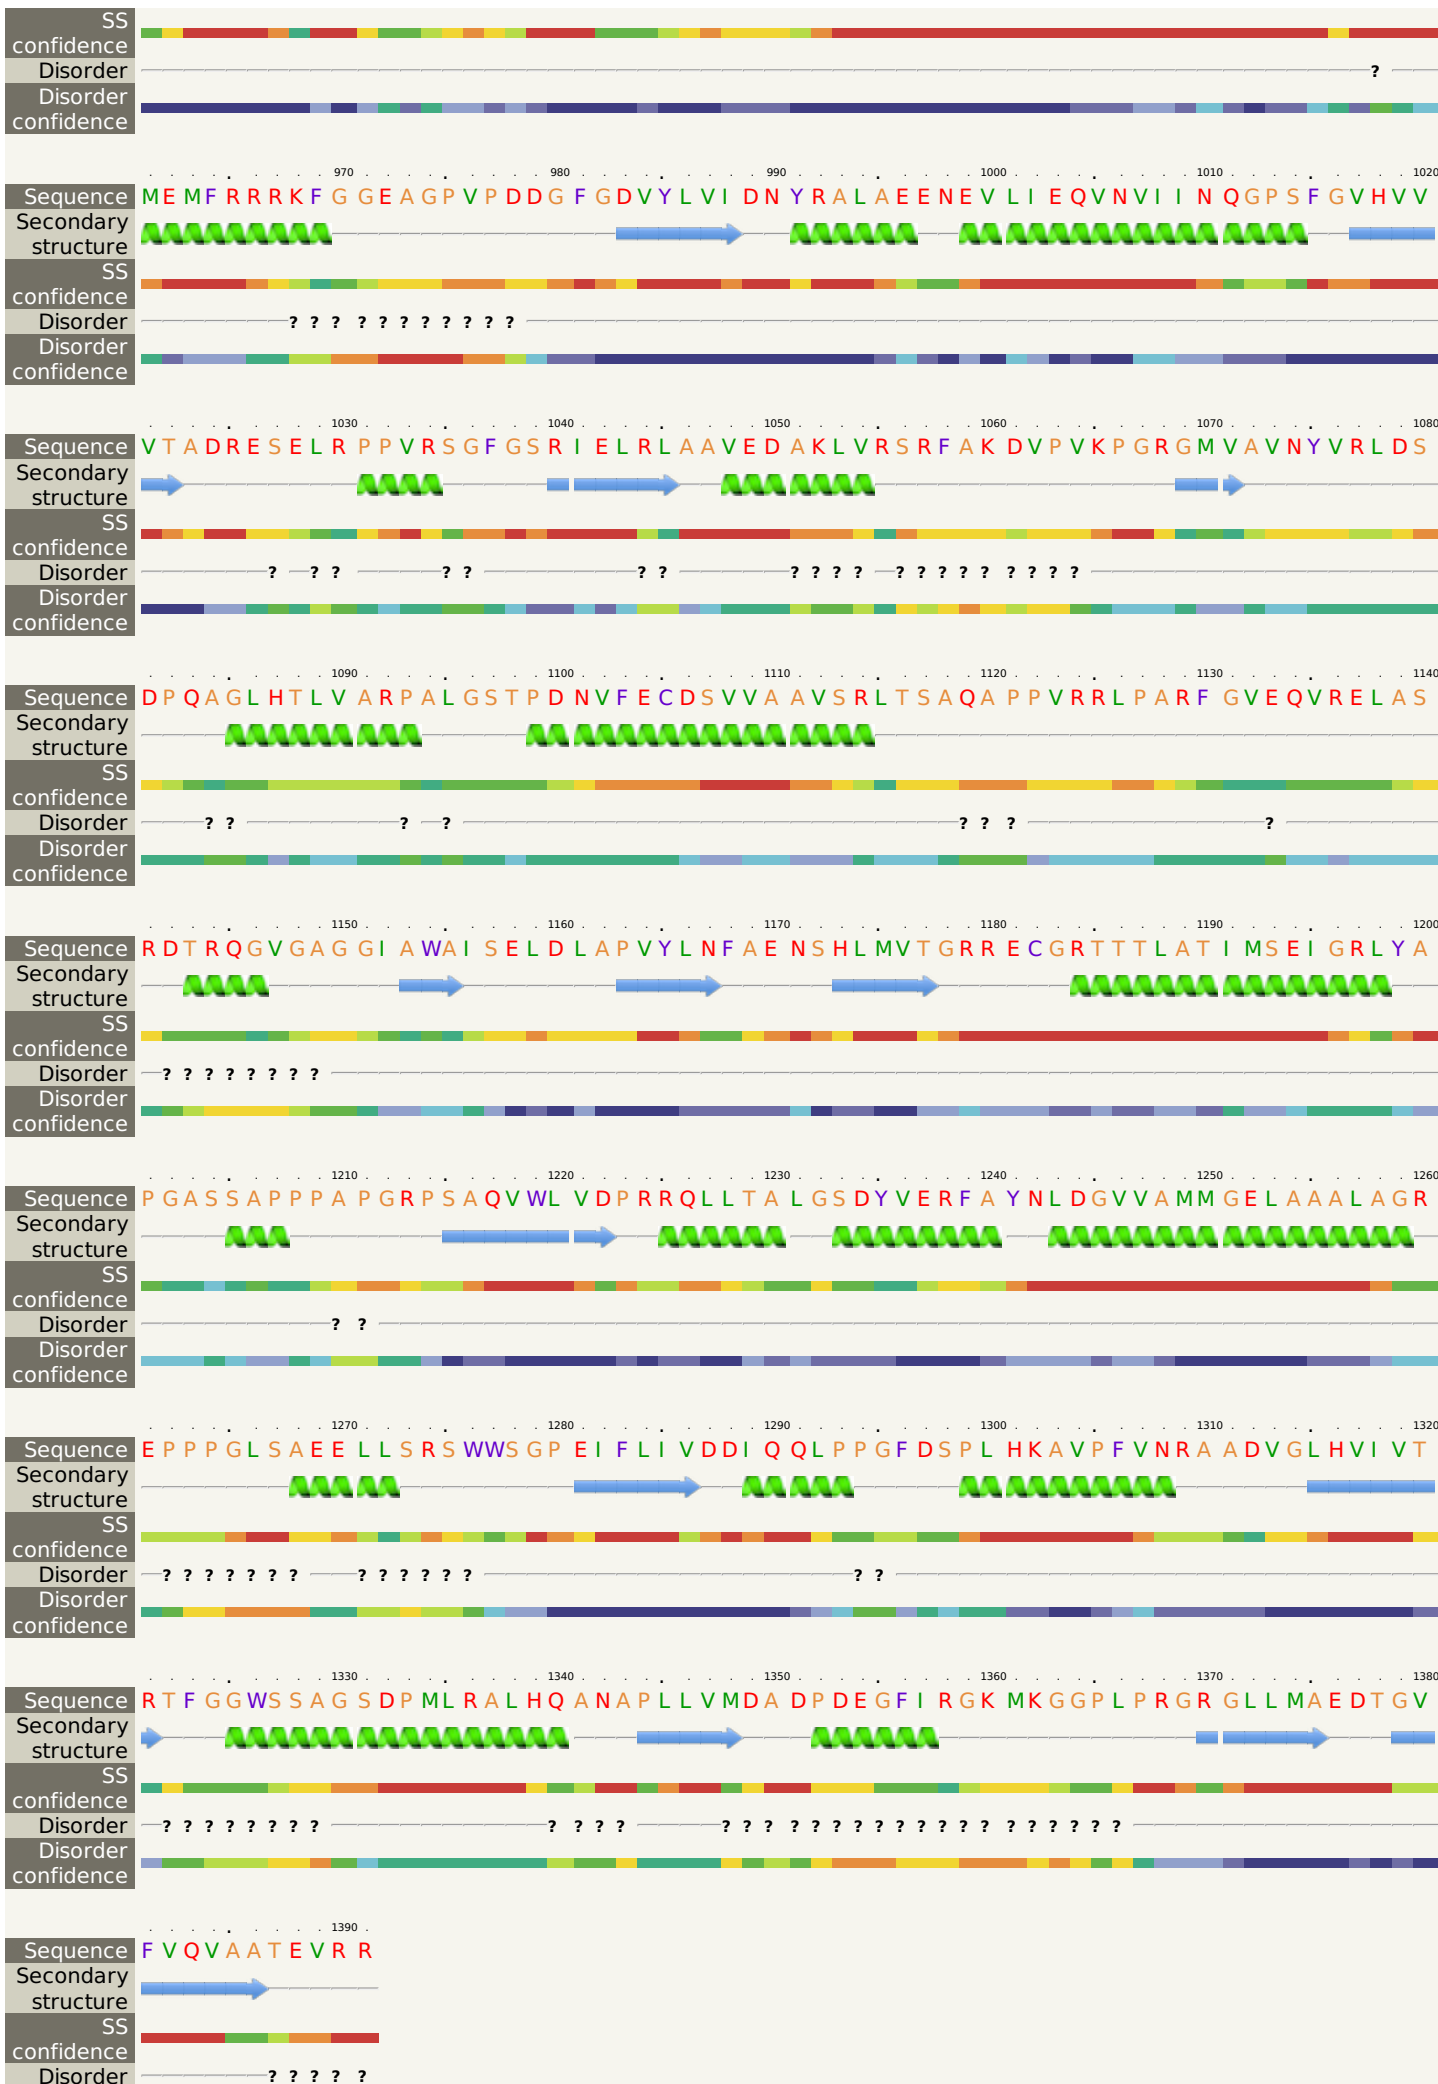 SS
confidence
Disorder ?
Disorder
confidence
970 980 990 1000 1010 1020
Sequence MEMFRRRKFGGEAGPVPDDGFGDVYLVIDNYRALAEENEVLIEQVNVIINQGPSFGVHVV
Secondary
structure
SS
confidence
Disorder ? ? ? ? ? ? ? ? ? ? ?
Disorder
confidence
1030 1040 1050 1060 1070 1080
Sequence VTADRESELRPPVRSGFGSRIELRLAAVEDAKLVRSRFAKDVPVKPGRGMVAVNYVRLDS
Secondary
structure
SS
confidence
Disorder ? ? ? ? ? ? ? ? ? ? ? ? ? ? ? ? ? ? ? ? 
Disorder
confidence
1090 1100 1110 1120 1130 1140
Sequence DPQAGLHTLVARPALGSTPDNVFECDSVVAAVSRLTSAQAPPVRRLPARFGVEQVRELAS
Secondary
structure
SS
confidence
Disorder ? ? ? ? ? ? ? ?
Disorder
confidence
1150 1160 1170 1180 1190 1200
Sequence RDTRQGVGAGGIAWAISELDLAPVYLNFAENSHLMVTGRRECGRTTTLATIMSEIGRLYA
Secondary
structure
SS
confidence
Disorder ? ? ? ? ? ? ? ?
Disorder
confidence
1210 1220 1230 1240 1250 1260
Sequence PGASSAPPPAPGRPSAQVWLVDPRRQLLTALGSDYVERFAYNLDGVVAMMGELAAALAGR
Secondary
structure
SS
confidence
Disorder ? ?
Disorder
confidence
1270 1280 1290 1300 1310 1320
Sequence EPPPGLSAEELLSRSWWSGPEIFLIVDDIQQLPPGFDSPLHKAVPFVNRAADVGLHVIVT
Secondary
structure
SS
confidence
Disorder ? ? ? ? ? ? ? ? ? ? ? ? ? ? ?
Disorder
confidence
1330 1340 1350 1360 1370 1380
Sequence RTFGGWSSAGSDPMLRALHQANAPLLVMDADPDEGFIRGKMKGGPLPRGRGLLMAEDTGV
Secondary
structure
SS
confidence
Disorder ? ? ? ? ? ? ? ? ? ? ? ? ? ? ? ? ? ? ? ? ? ? ? ? ? ? ? ? ? ? ?
Disorder
confidence
1390
Sequence FVQVAATEVRR
Secondary
structure
SS
confidence
Disorder ? ? ? ? ?